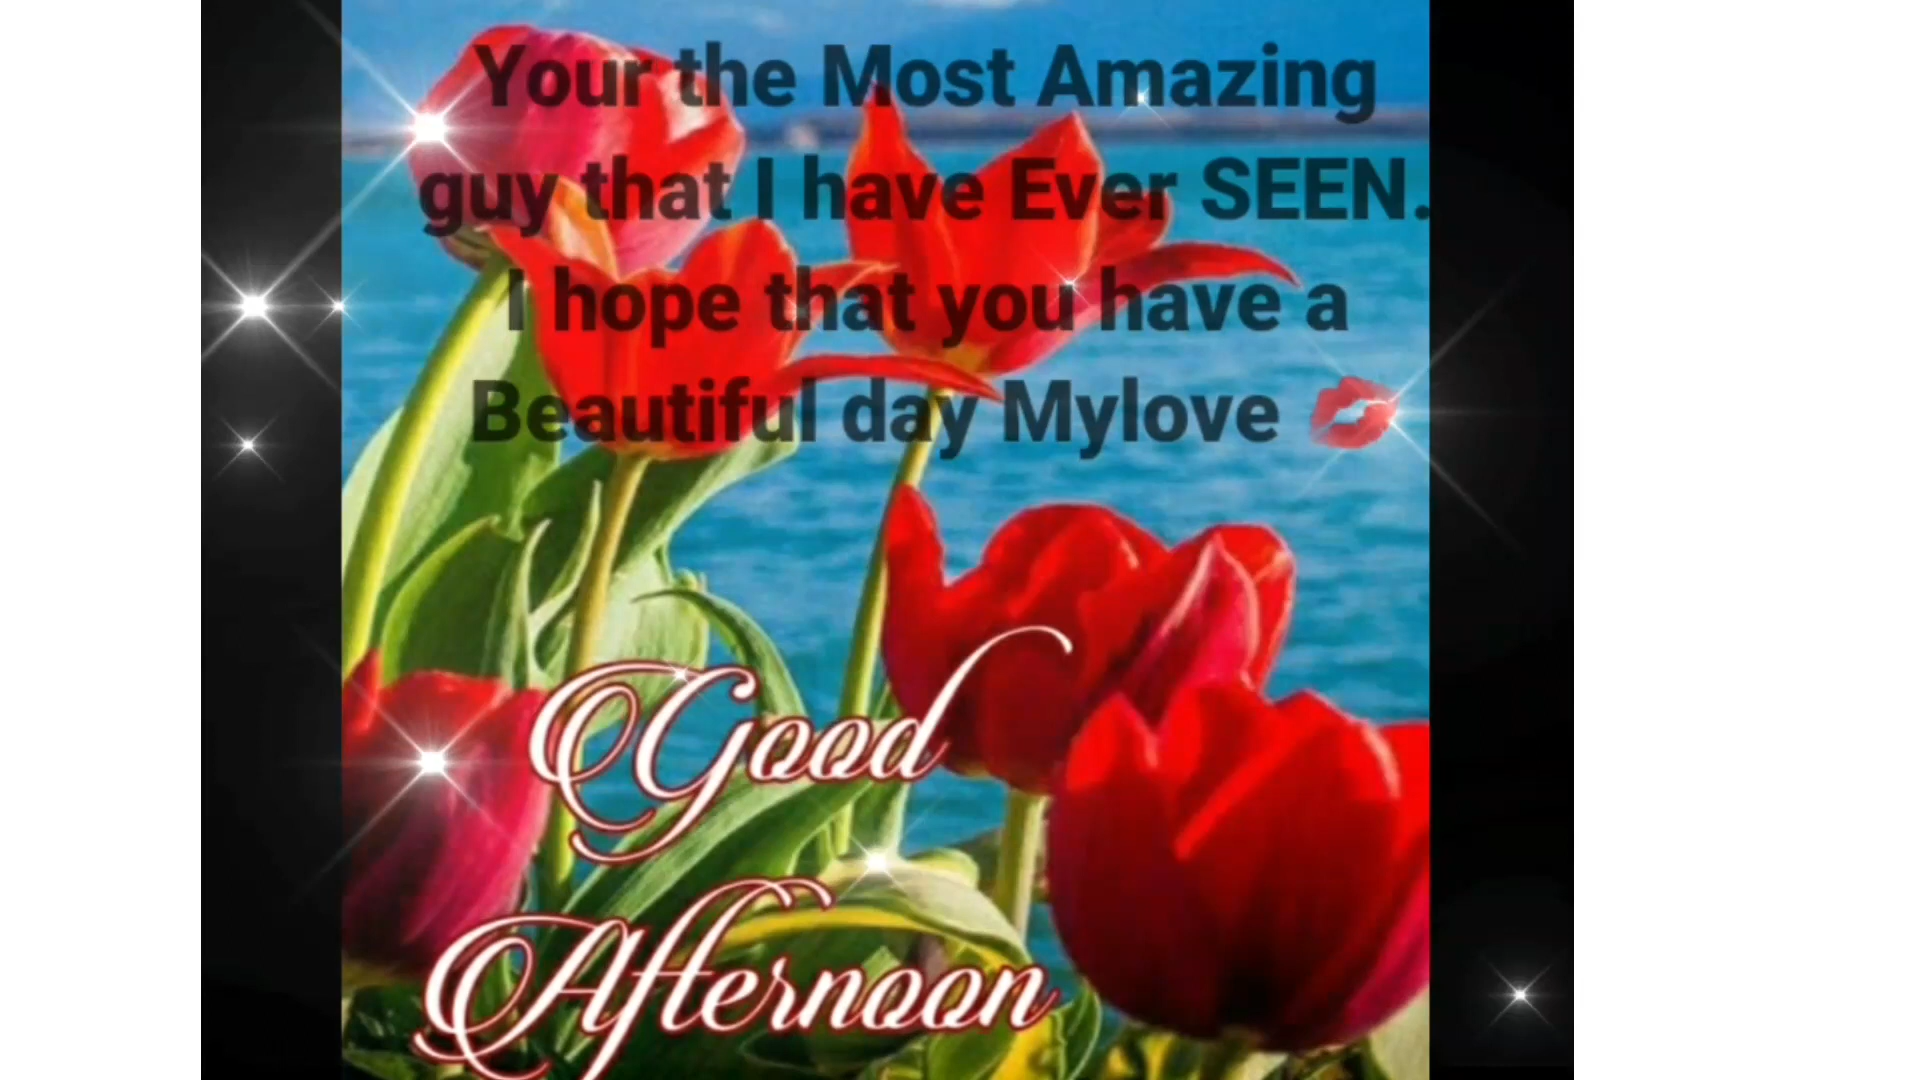 Your the Most Amazing
guy that I have Ever SEEN.
I hope that you have a
Beautiful day Mylove 💋
Good
Afternoon